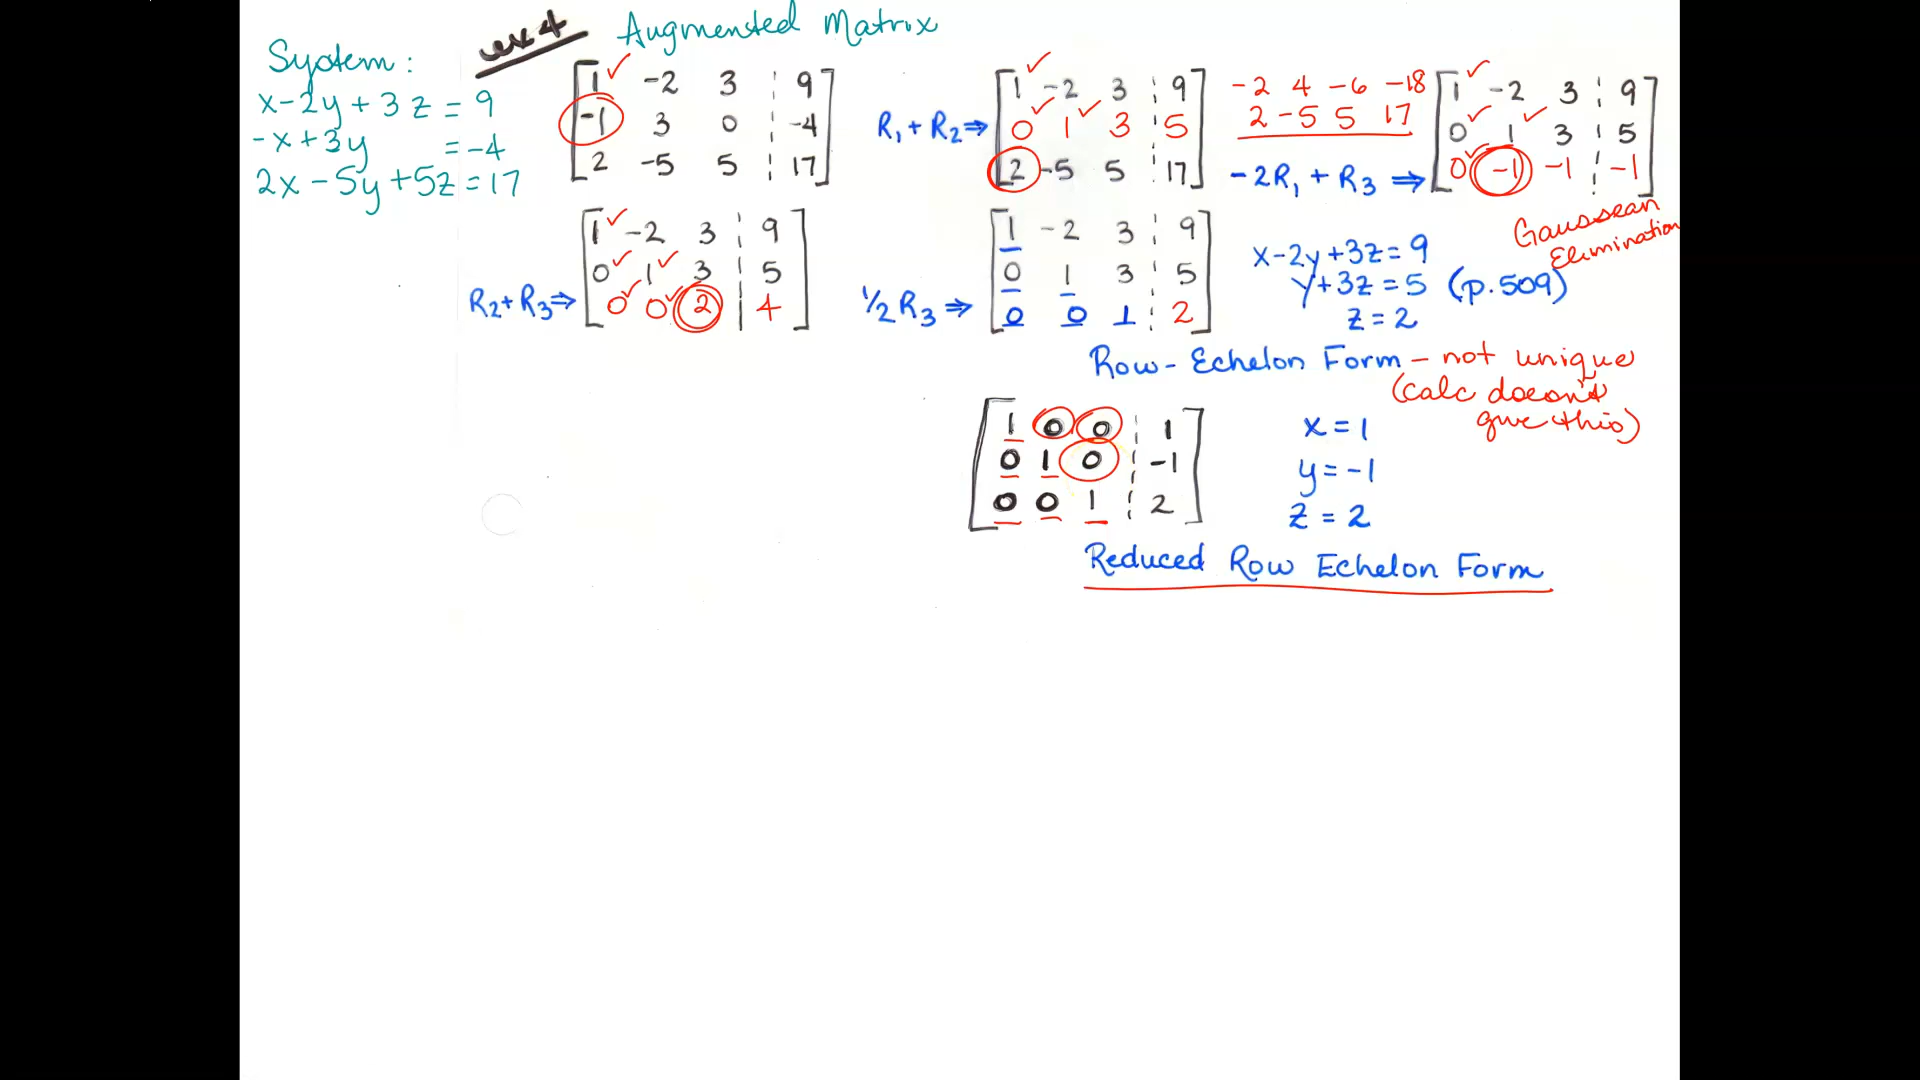 ex 4 Augmented Matrix
System:
x-2y+3z=9
-x+3y =-4
2x-5y+5z=17
1 ✓ -2 3 ¦ 9
-1 3 0 ¦ -4
2 -5 5 ¦ 17
R₁+R₂⇒
1 ✓ -2 3 ¦ 9
0 ✓ 1 ✓ 3 ¦ 5
2 -5 5 ¦ 17
-2 4 -6 -18
2 -5 5 17
-2R₁+R₃⇒
1 ✓ -2 3 ¦ 9
0 ✓ 1 ✓ 3 ¦ 5
0 ✓ -1 -1 ¦ -1
Gaussean
Elimination
R₂+R₃⇒
1 ✓ -2 3 ¦ 9
0 ✓ 1 ✓ 3 ¦ 5
0 ✓ 0 ✓ 2 | 4
½R₃⇒
1 -2 3 ¦ 9
0 1 3 ¦ 5
0 0 1 ¦ 2
x-2y+3z=9
y+3z=5 (p.509)
z=2
Row-Echelon Form - not unique
(calc doesn't
give this)
1 0 0 ¦ 1
0 1 0 ¦ -1
0 0 1 ¦ 2
x=1
y=-1
z=2
Reduced Row Echelon Form